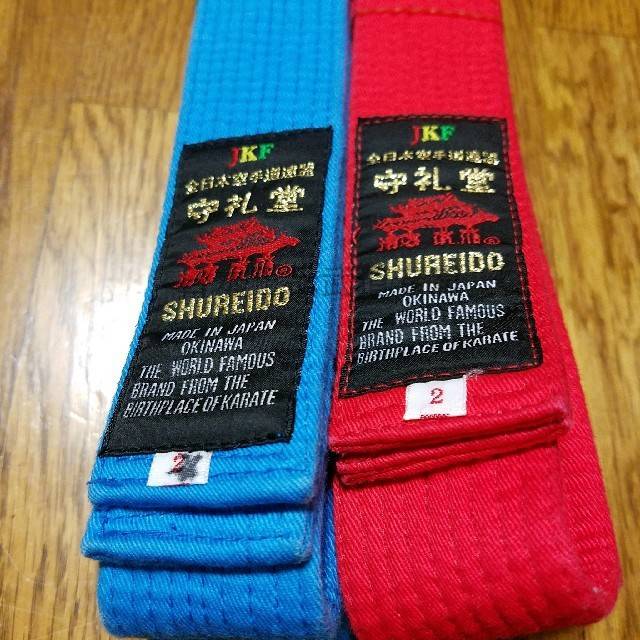 JKF
全日本空手道連盟
守礼堂
SHUREIDO
MADE IN JAPAN
OKINAWA
THE WORLD FAMOUS
BRAND FROM THE
BIRTHPLACE OF KARATE
2
JKF
全日本空手道連盟
守礼堂
SHUREIDO
MADE IN JAPAN
OKINAWA
THE WORLD FAMOUS
BRAND FROM THE
BIRTHPLACE OF KARATE
2